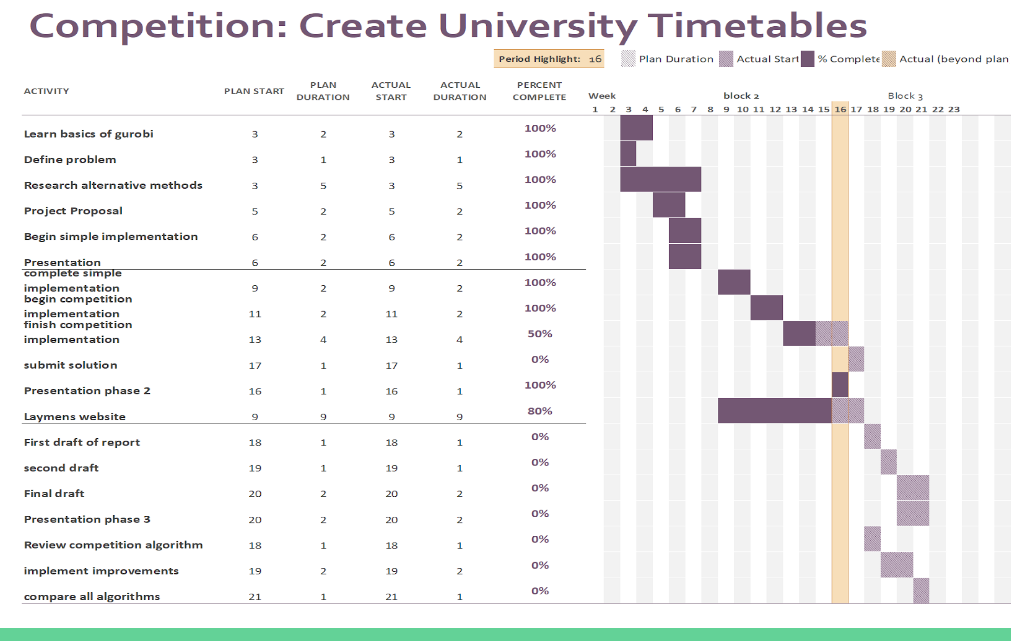 Competition: Create University Timetables
Period Highlight: 16 Plan Duration Actual Start % Complete Actual (beyond plan
ACTIVITY PLAN START PLAN DURATION ACTUAL START ACTUAL DURATION PERCENT COMPLETE
Week block 2 Block 3
1 2 3 4 5 6 7 8 9 10 11 12 13 14 15 16 17 18 19 20 21 22 23
Learn basics of gurobi 3 2 3 2 100%
Define problem 3 1 3 1 100%
Research alternative methods 3 5 3 5 100%
Project Proposal 5 2 5 2 100%
Begin simple implementation 6 2 6 2 100%
Presentation 6 2 6 2 100%
complete simple
implementation 9 2 9 2 100%
begin competition
implementation 11 2 11 2 100%
finish competition
implementation 13 4 13 4 50%
submit solution 17 1 17 1 0%
Presentation phase 2 16 1 16 1 100%
Laymens website 9 9 9 9 80%
First draft of report 18 1 18 1 0%
second draft 19 1 19 1 0%
Final draft 20 2 20 2 0%
Presentation phase 3 20 2 20 2 0%
Review competition algorithm 18 1 18 1 0%
implement improvements 19 2 19 2 0%
compare all algorithms 21 1 21 1 0%